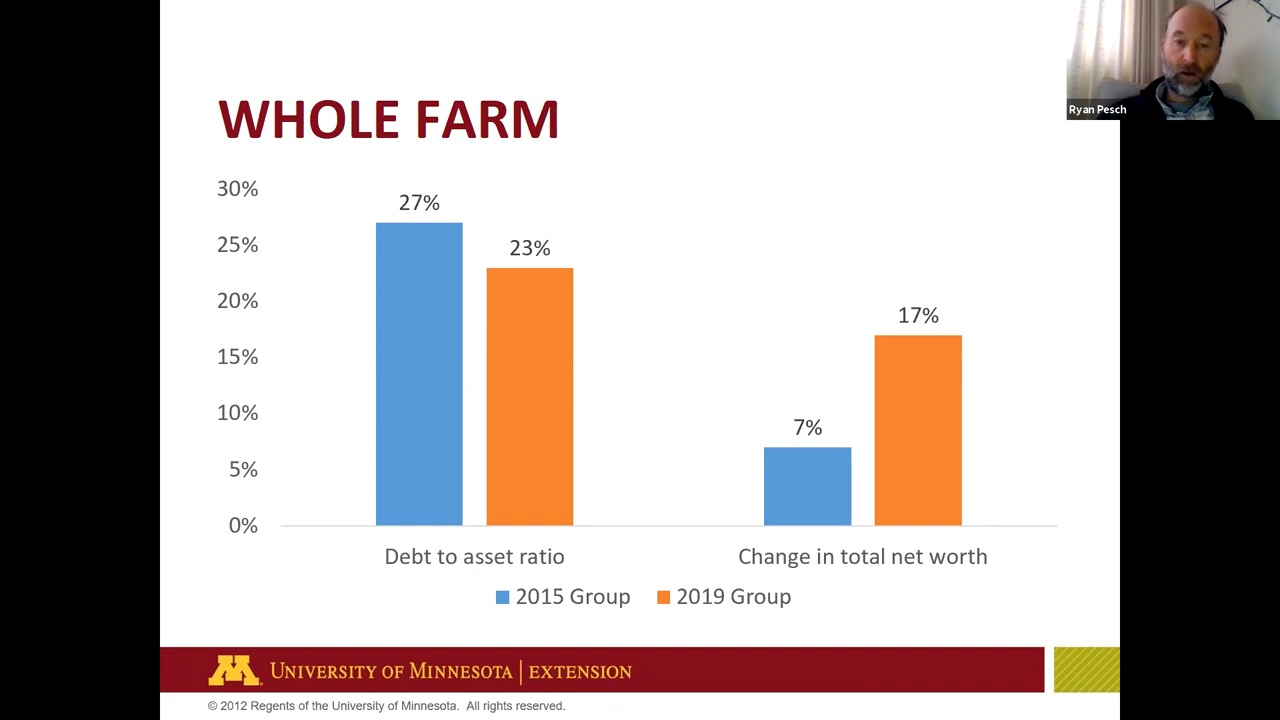 Ryan Pesch
WHOLE FARM
30%
25%
20%
15%
10%
5%
0%
27%
23%
7%
17%
Debt to asset ratio
Change in total net worth
2015 Group
2019 Group
UNIVERSITY OF MINNESOTA | EXTENSION
© 2012 Regents of the University of Minnesota. All rights reserved.